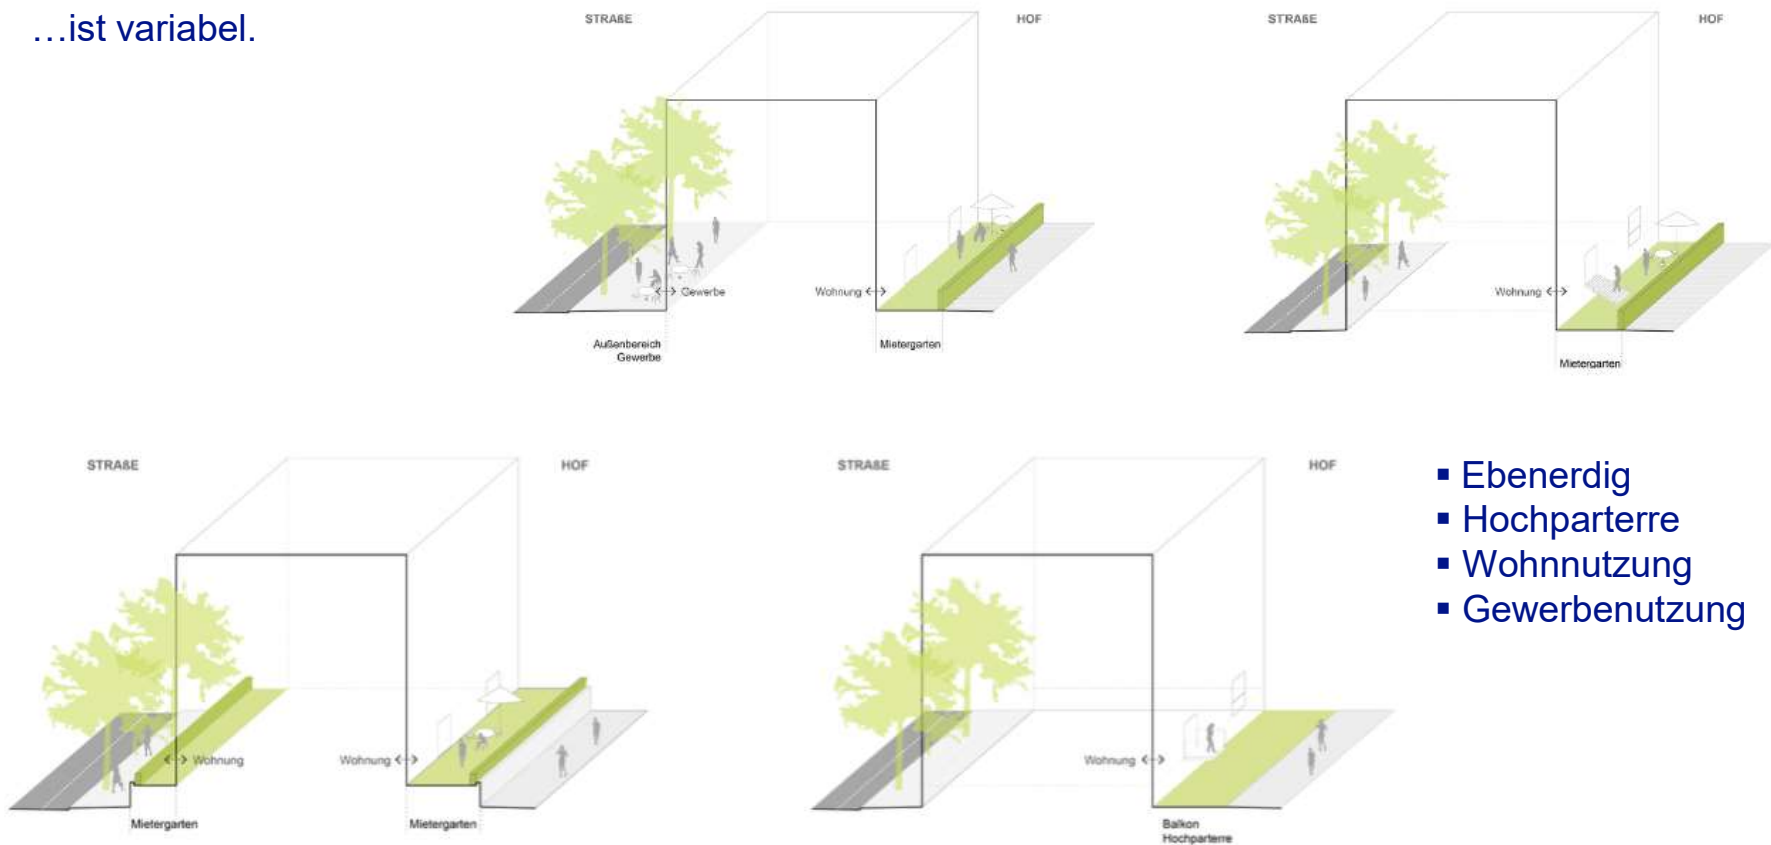 …ist variabel.
STRAßE
HOF
Gewerbe
Wohnung
Außenbereich
Gewerbe
Mietergarten
STRAßE
HOF
Wohnung
Mietergarten
STRAßE
HOF
Wohnung
Wohnung
Mietergarten
Mietergarten
STRAßE
HOF
Wohnung
Balkon
Hochparterre
▪ Ebenerdig
▪ Hochparterre
▪ Wohnnutzung
▪ Gewerbenutzung